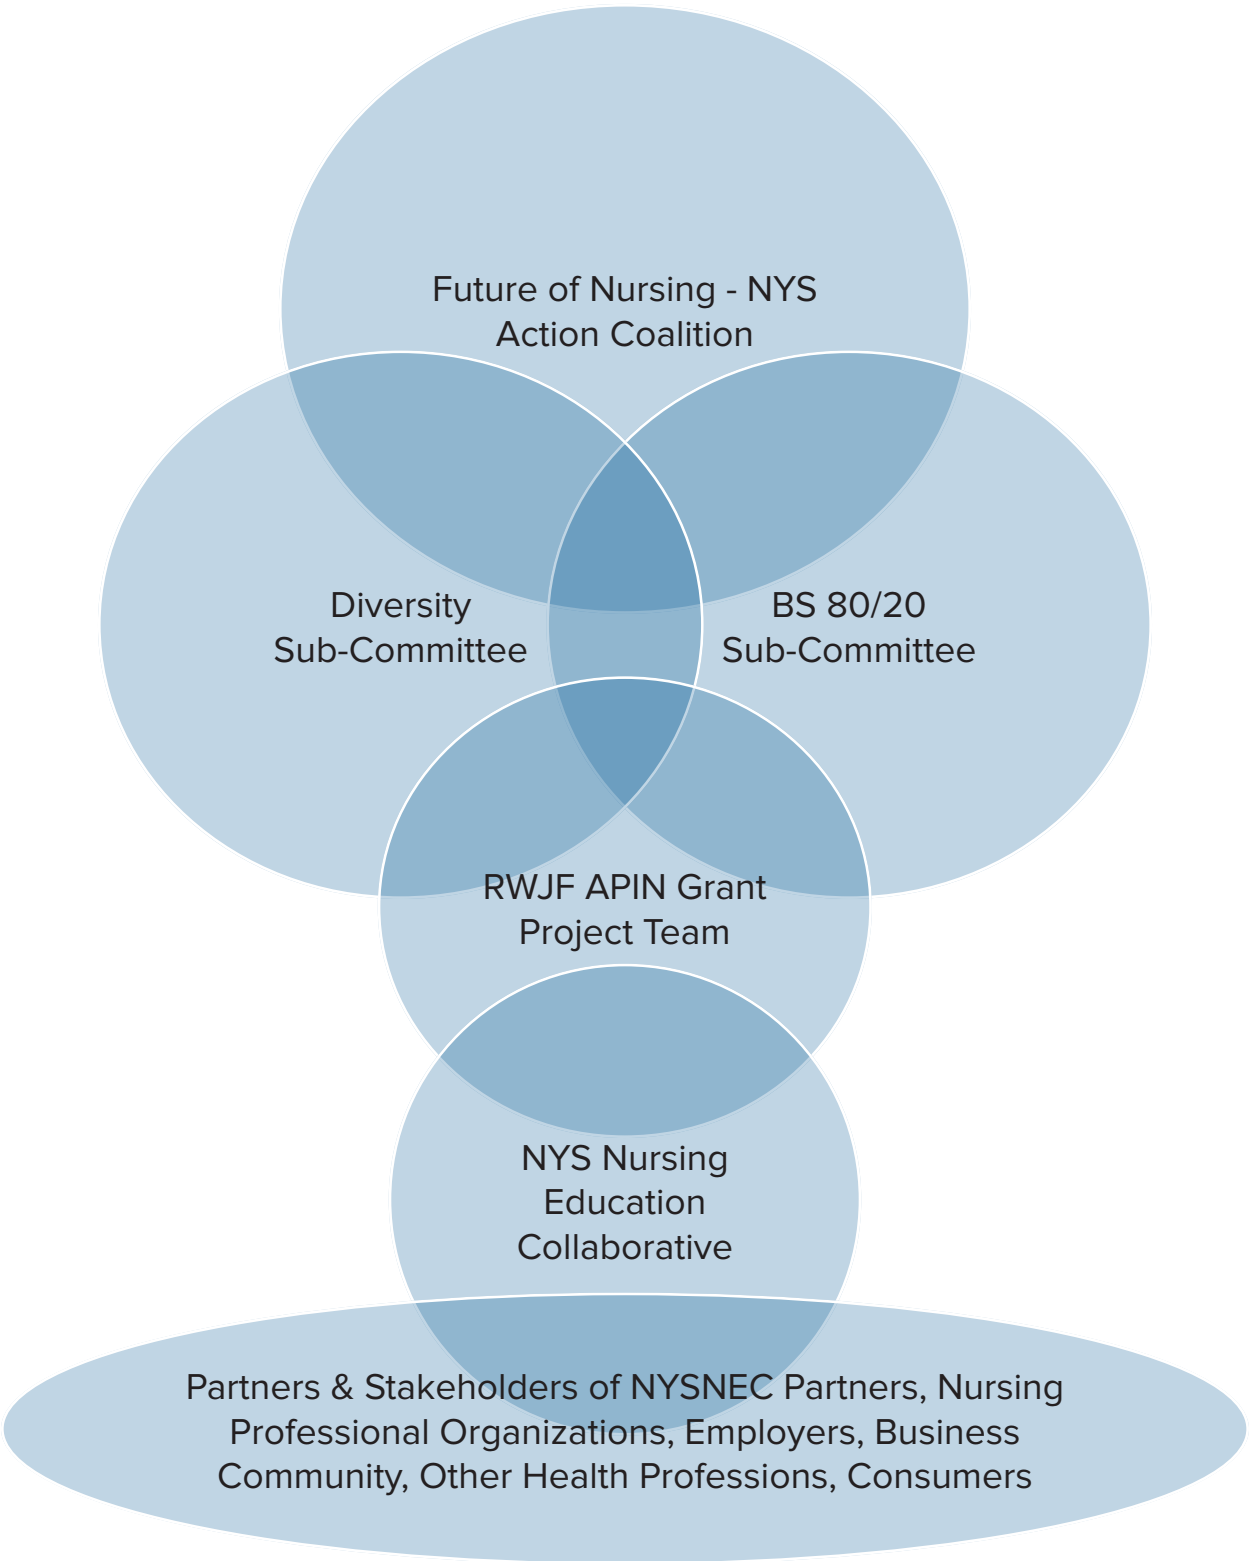 Future of Nursing - NYS
Action Coalition
Diversity
Sub-Committee
BS 80/20
Sub-Committee
RWJF APIN Grant
Project Team
NYS Nursing
Education
Collaborative
Partners & Stakeholders of NYSNEC Partners, Nursing
Professional Organizations, Employers, Business
Community, Other Health Professions, Consumers